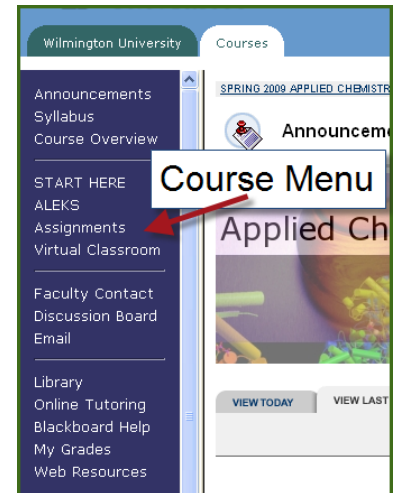 Wilmington University
Courses
Announcements
Syllabus
Course Overview
START HERE
ALEKS
Assignments
Virtual Classroom
Faculty Contact
Discussion Board
Email
Library
Online Tutoring
Blackboard Help
My Grades
Web Resources
SPRING 2009 APPLIED CHEMISTR
Announceme
Course Menu
Applied Ch
VIEW TODAY
VIEW LAST